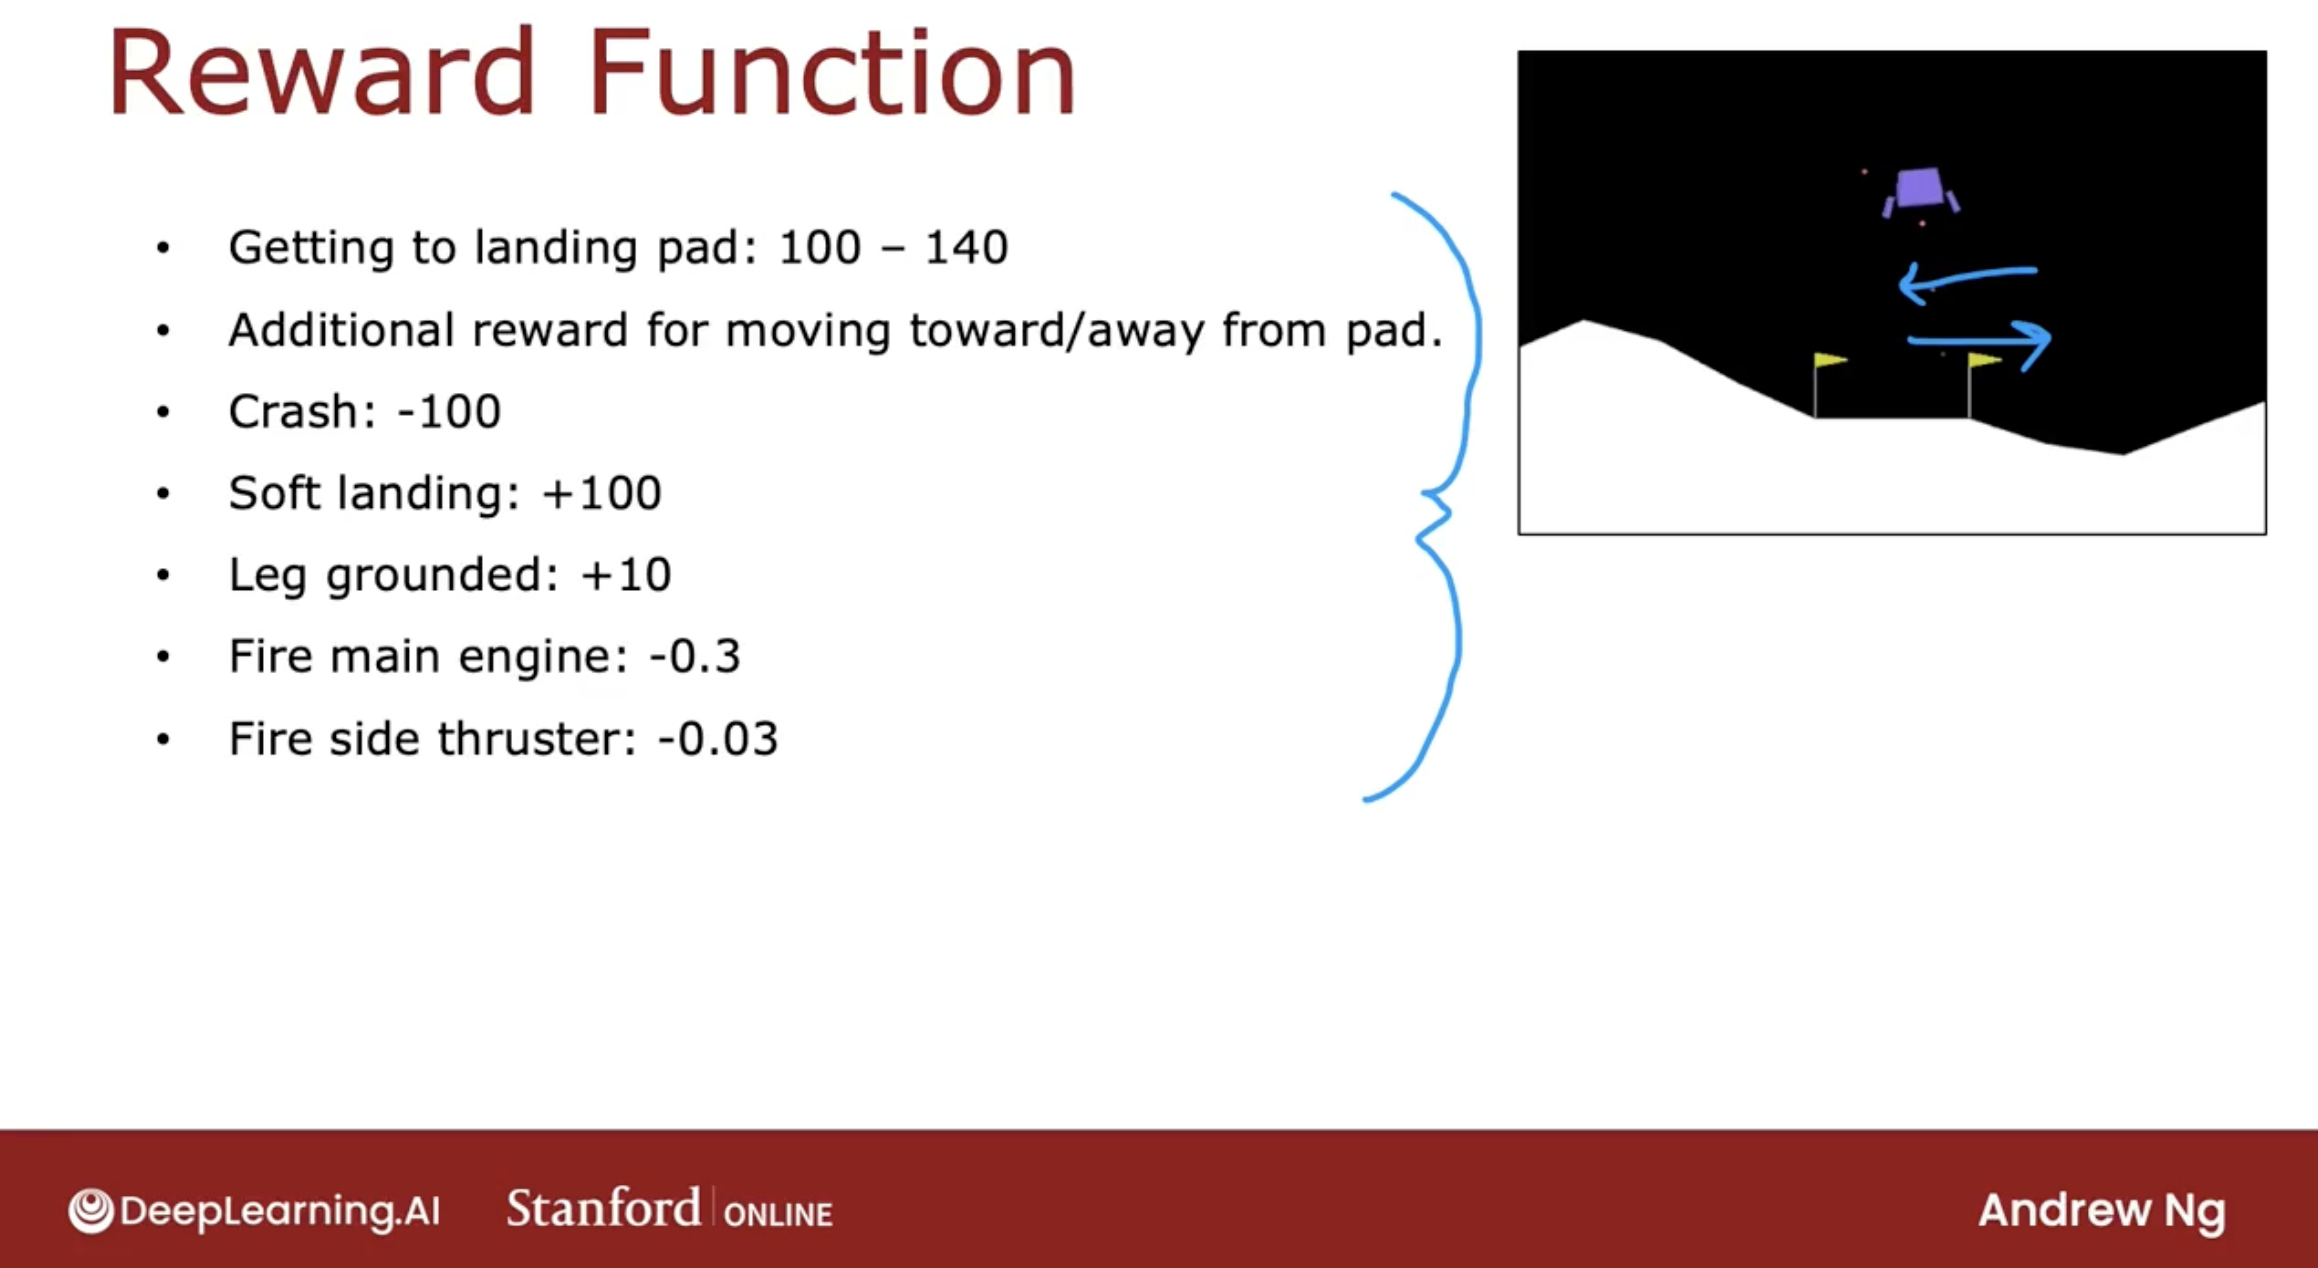 Reward Function
• Getting to landing pad: 100 – 140
• Additional reward for moving toward/away from pad.
• Crash: -100
• Soft landing: +100
• Leg grounded: +10
• Fire main engine: -0.3
• Fire side thruster: -0.03
DeepLearning.AI Stanford | ONLINE Andrew Ng